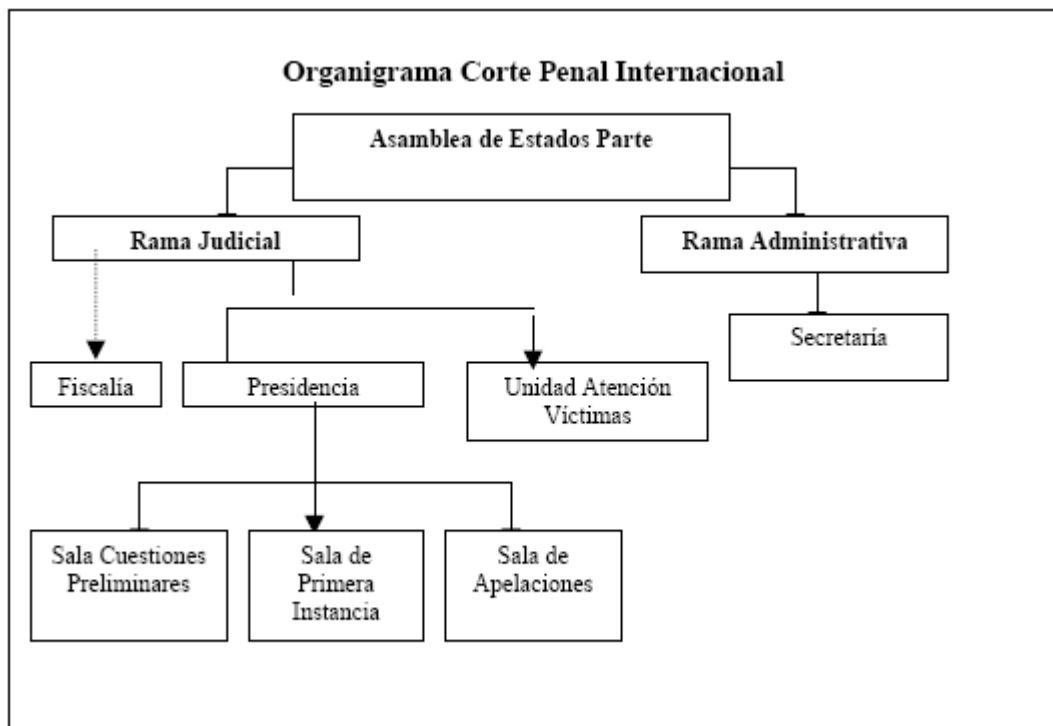 Organigrama Corte Penal Internacional
Asamblea de Estados Parte
Rama Judicial
Rama Administrativa
Secretaría
Fiscalía
Presidencia
Unidad Atención
Víctimas
Sala Cuestiones
Preliminares
Sala de
Primera
Instancia
Sala de
Apelaciones